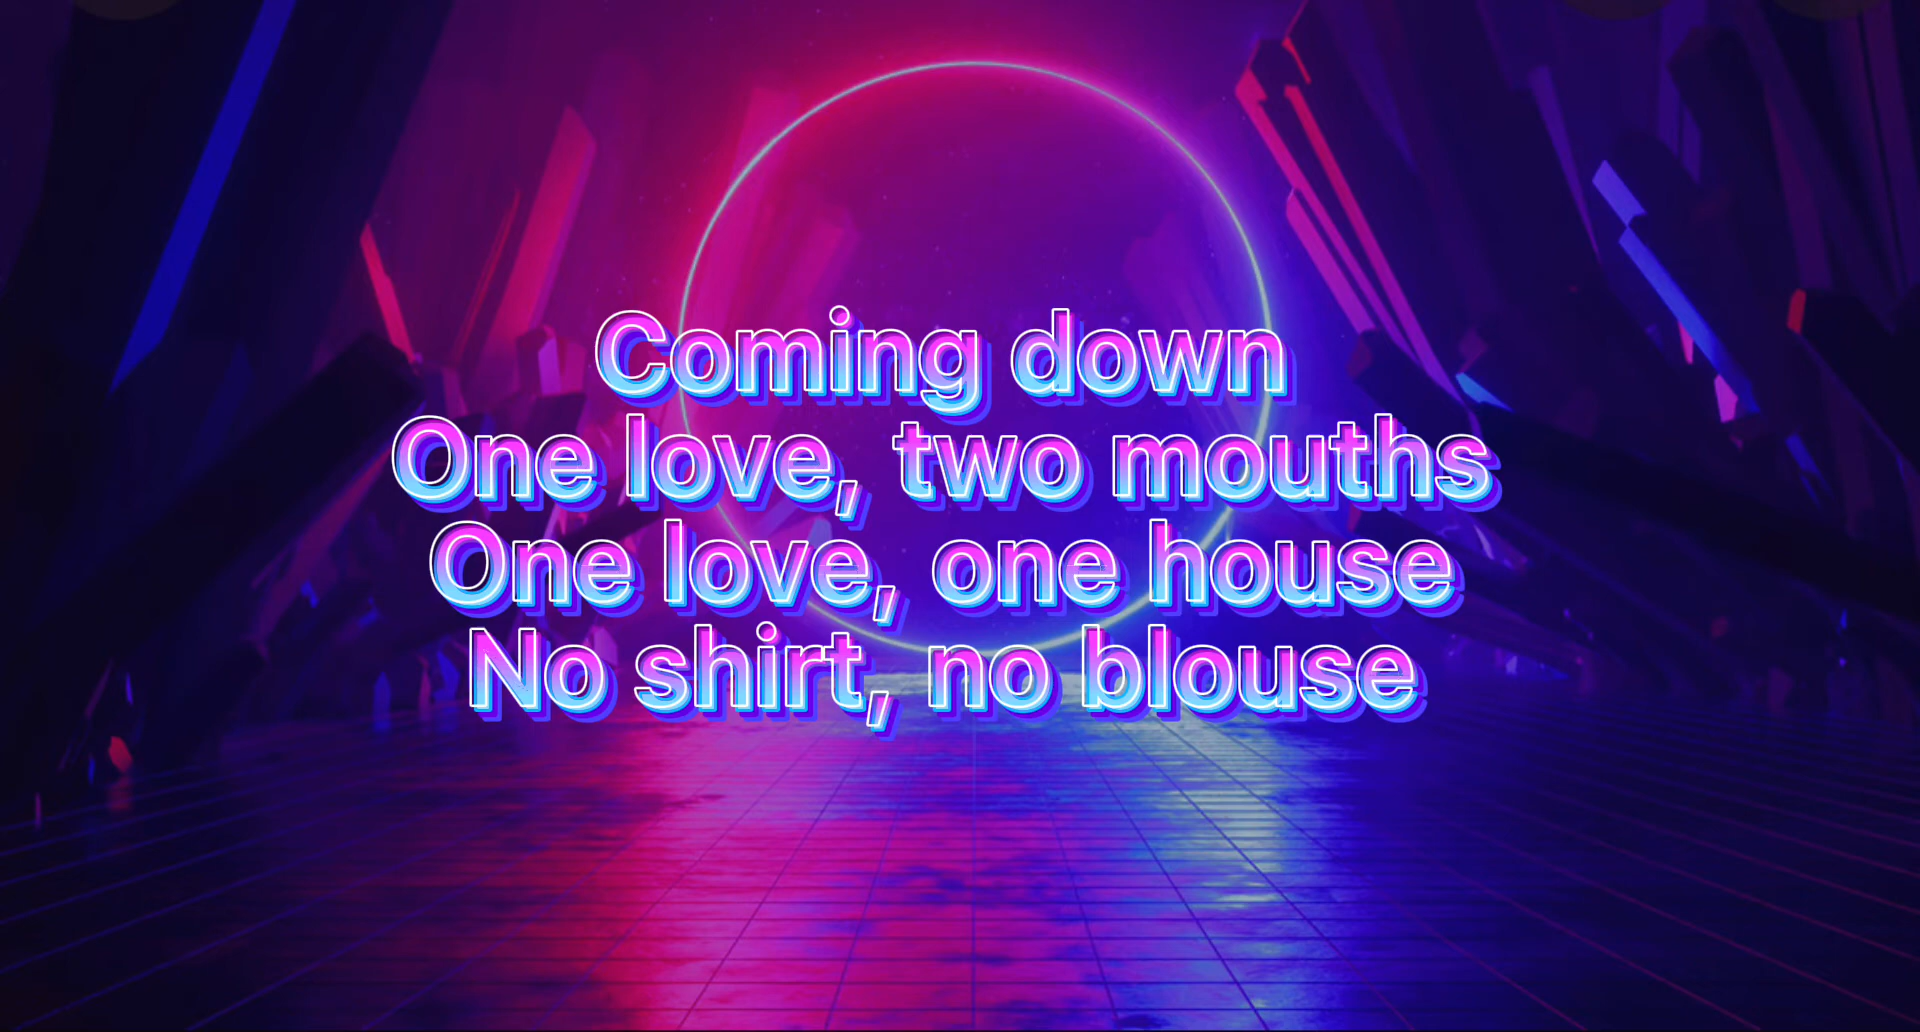 Coming down
One love, two mouths
One love, one house
No shirt, no blouse